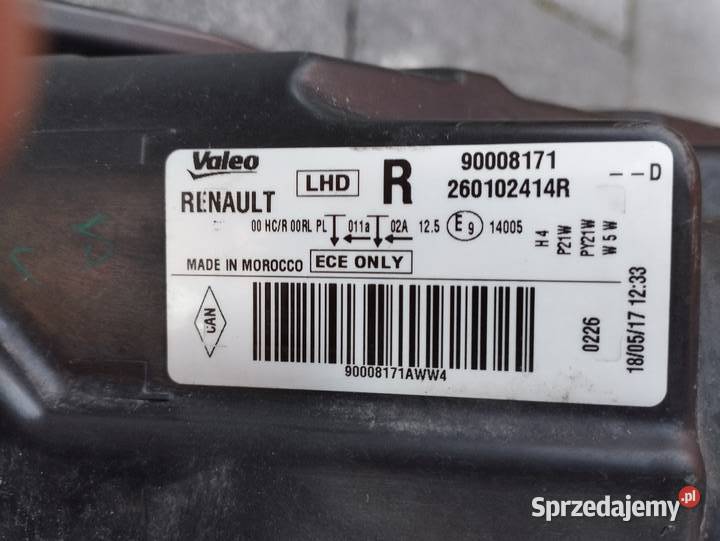 Valeo
RENAULT
LHD
R
90008171
260102414R
--D
00 HC/R 00RL PL 011a 02A 12.5 E9 14005
MADE IN MOROCCO
ECE ONLY
H4
P21W
PY21W
W5W
CAN
90008171AWW4
0226
18/05/17 12:33
Sprzedajemy.pl